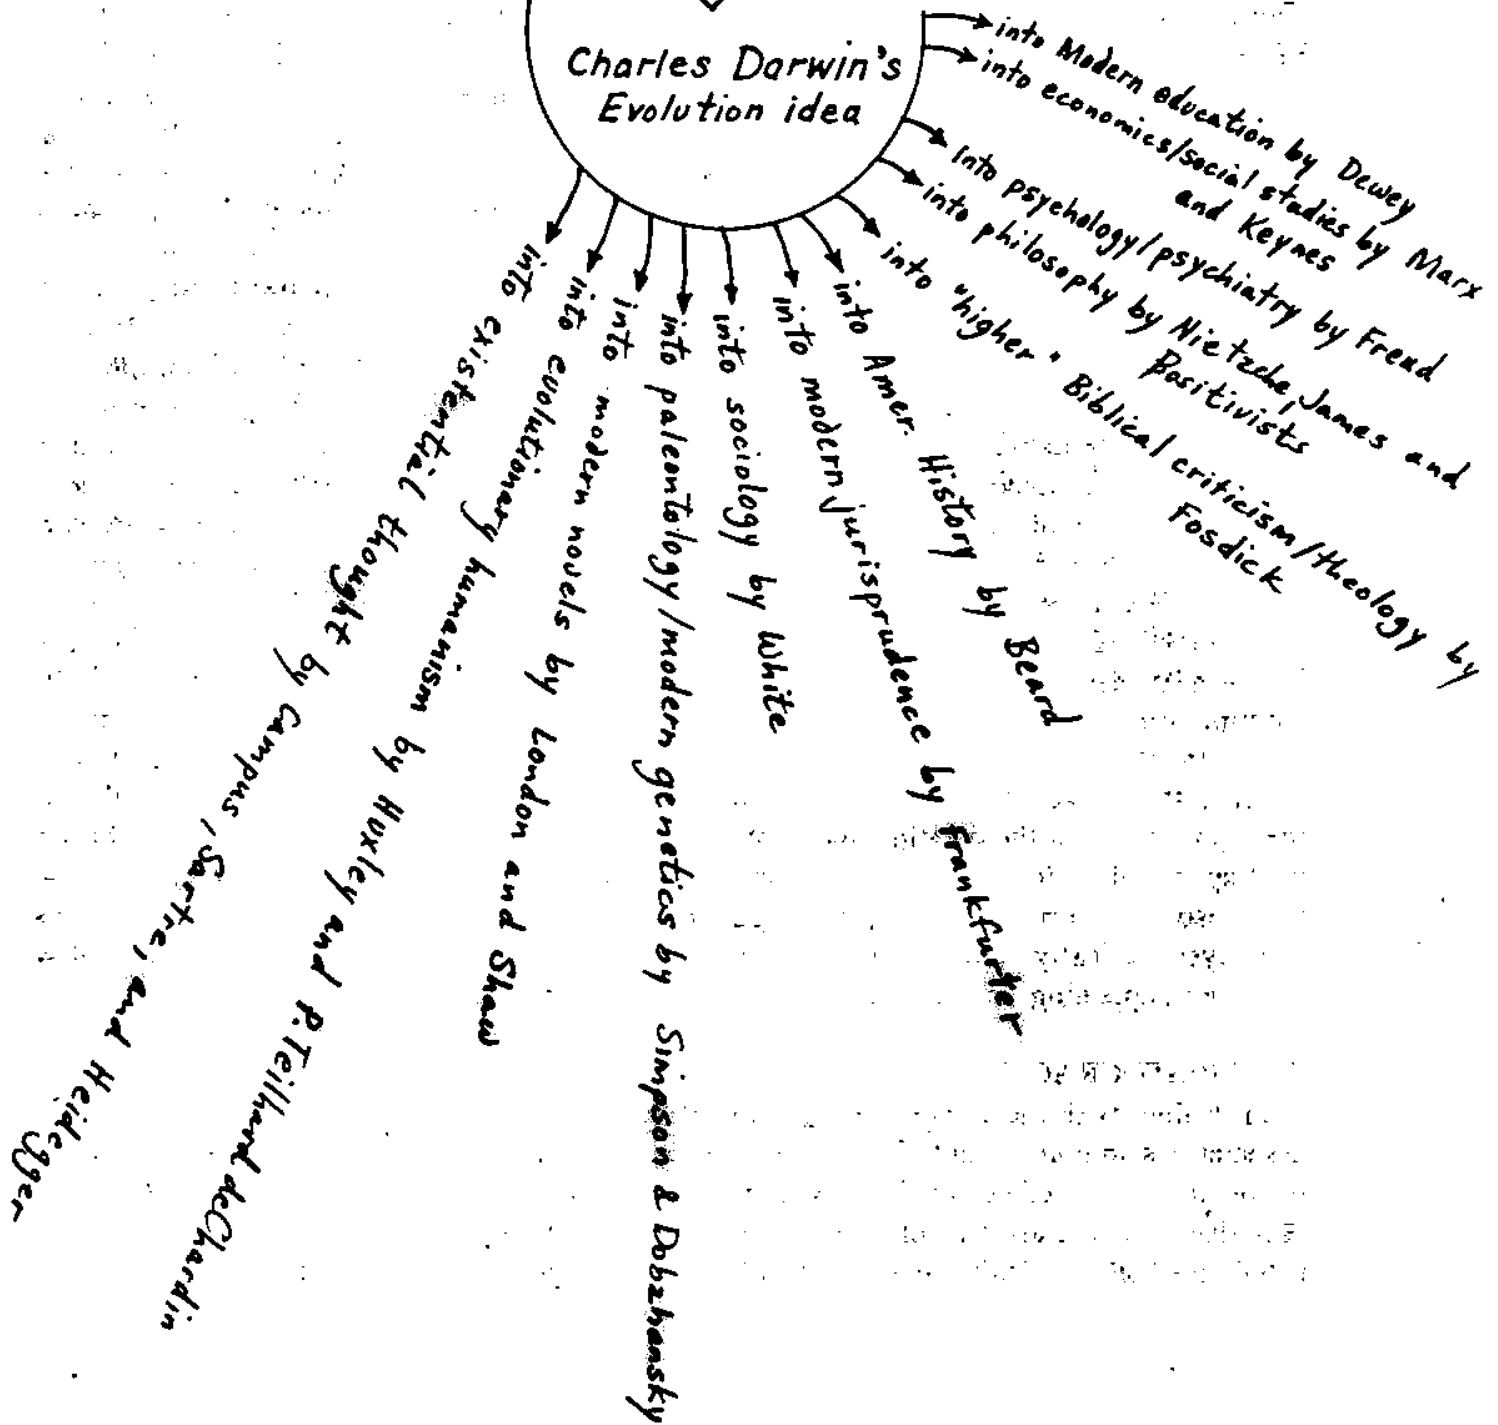 Charles Darwin's
Evolution idea
into Modern education by Dewey
into economics/social studies by Marx
and Keynes
Into psychology/psychiatry by Freud
into philosophy by Nietzche, James and
Positivists
into "higher" Biblical criticism/theology by
Fosdick
into Amer. History by Beard
into modern jurisprudence by Frankfurter
into sociology by White
into paleontology/modern genetics by Simpson & Dobzhansky
into modern novels by London and Shaw
into evolutionary humanism by Huxley and P. Teilhard deChardin
into existential thought by Campus, Sartre, and Heidegger